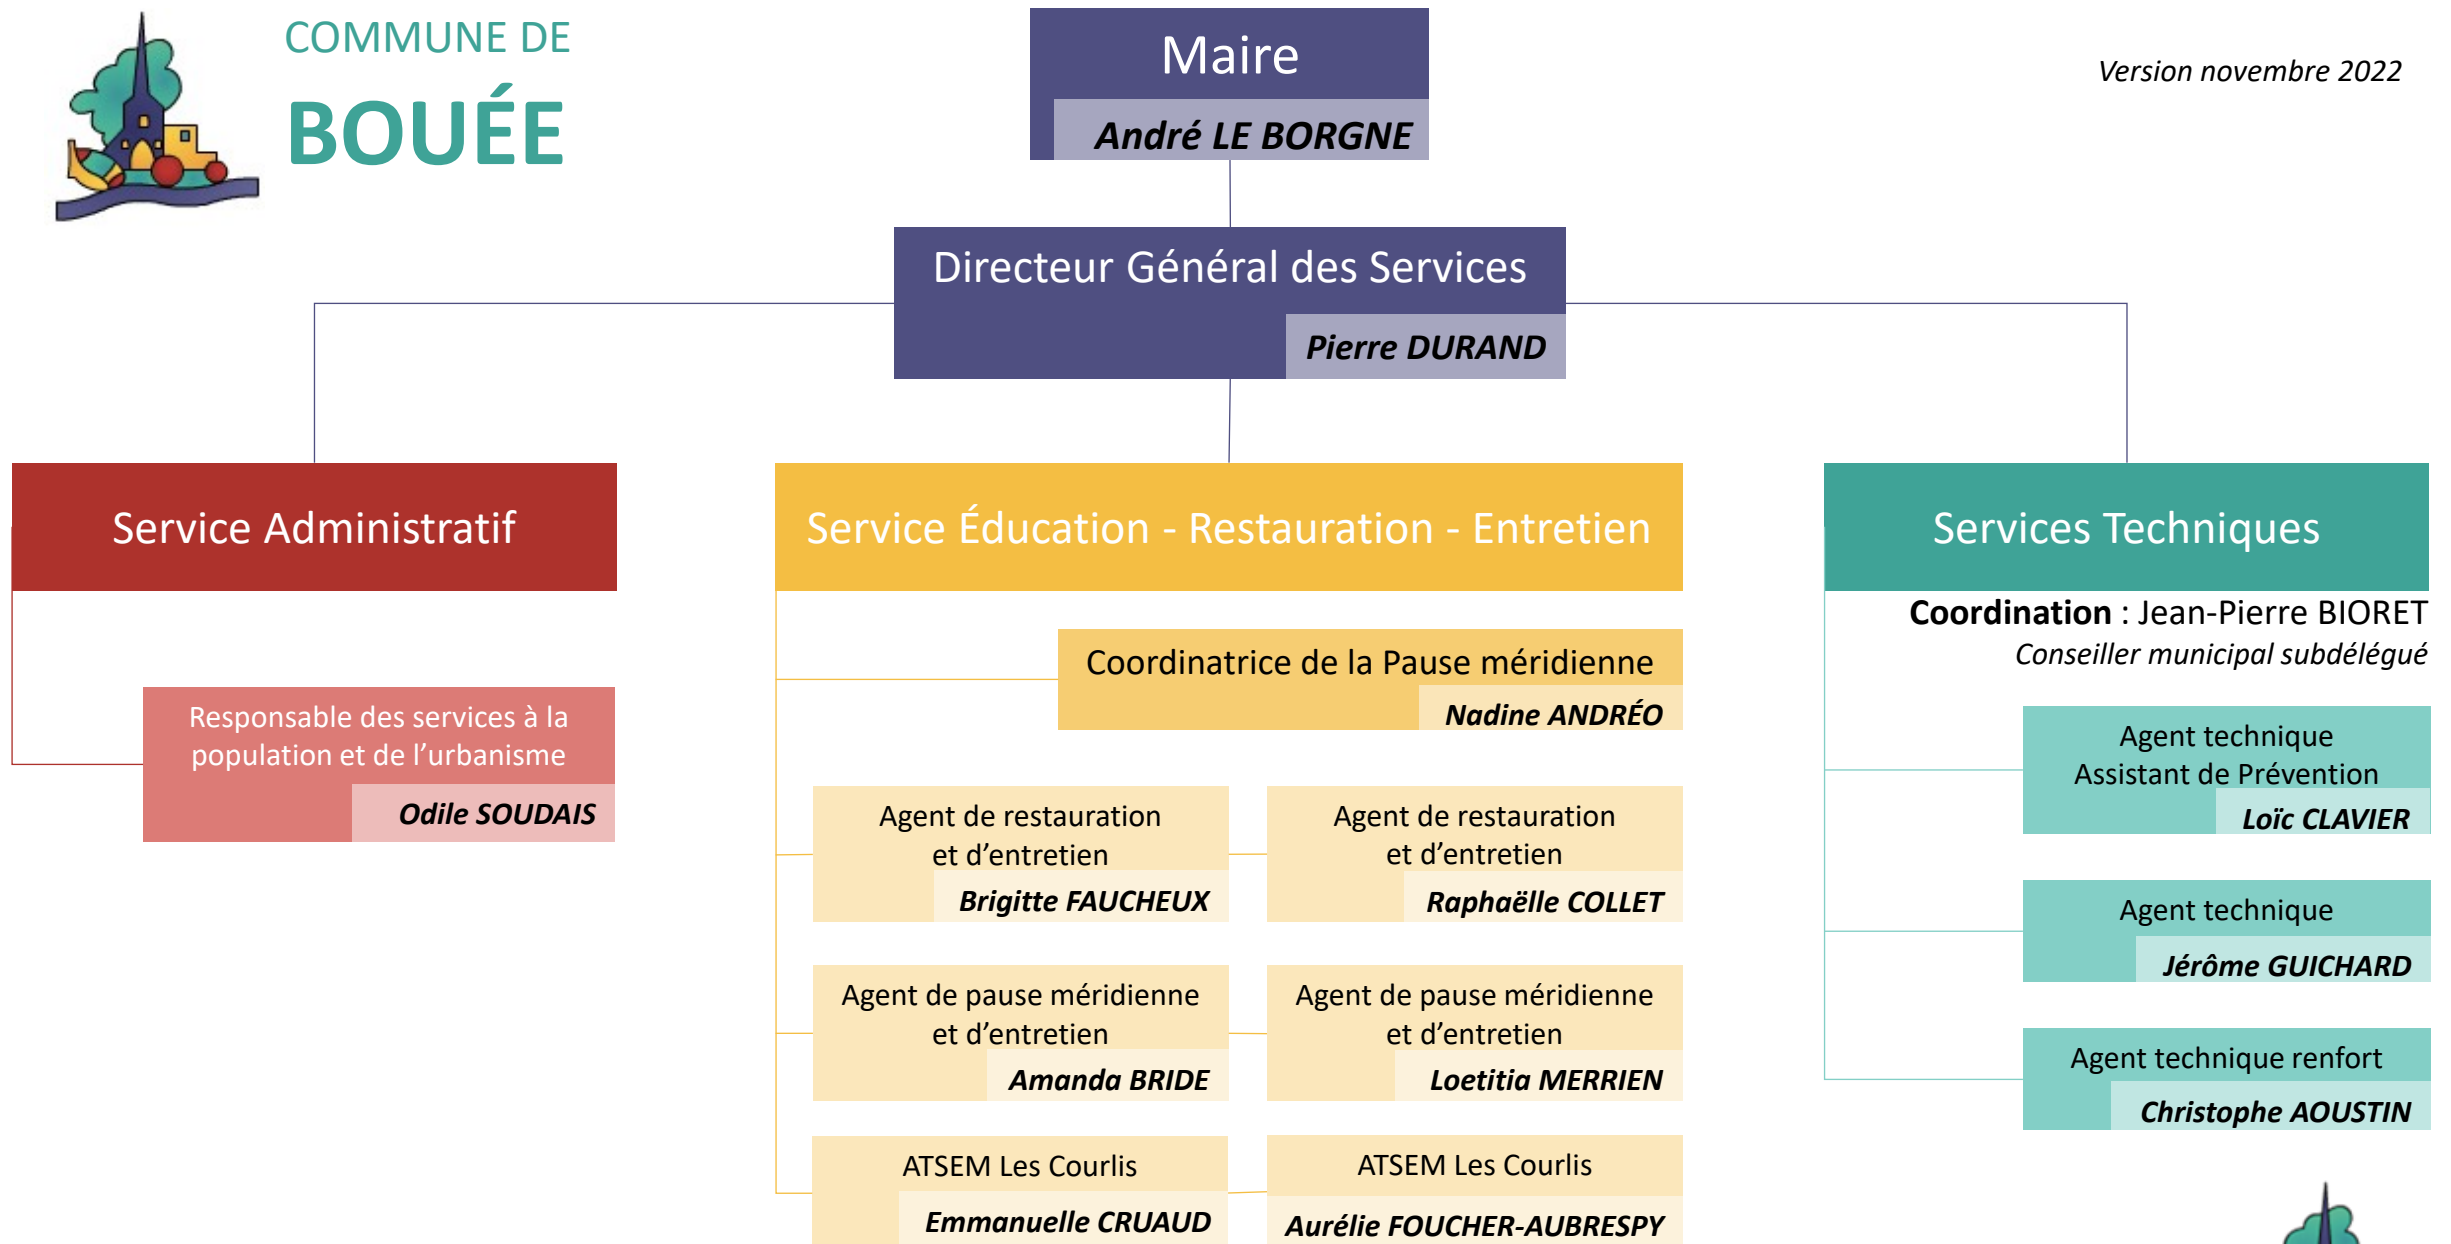 COMMUNE DE
BOUÉE
Maire
André LE BORGNE
Version novembre 2022
Directeur Général des Services
Pierre DURAND
Service Administratif
Responsable des services à la
population et de l’urbanisme
Odile SOUDAIS
Service Éducation - Restauration - Entretien
Coordinatrice de la Pause méridienne
Nadine ANDRÉO
Agent de restauration
et d’entretien
Brigitte FAUCHEUX
Agent de restauration
et d’entretien
Raphaëlle COLLET
Agent de pause méridienne
et d’entretien
Amanda BRIDE
Agent de pause méridienne
et d’entretien
Loetitia MERRIEN
ATSEM Les Courlis
Emmanuelle CRUAUD
ATSEM Les Courlis
Aurélie FOUCHER-AUBRESPY
Services Techniques
Coordination : Jean-Pierre BIORET
Conseiller municipal subdélégué
Agent technique
Assistant de Prévention
Loïc CLAVIER
Agent technique
Jérôme GUICHARD
Agent technique renfort
Christophe AOUSTIN